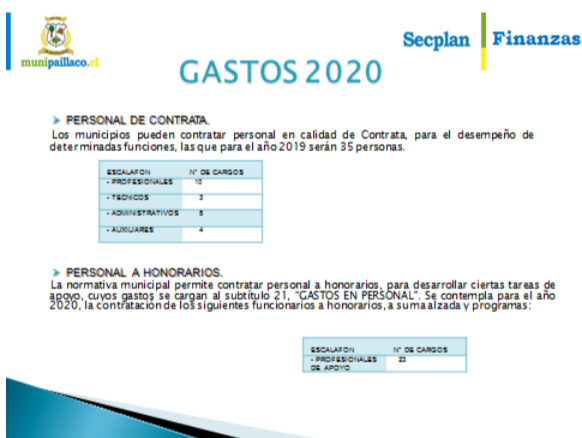 munipaillaco.cl
Secplan
Finanzas
GASTOS 2020
➢ PERSONAL DE CONTRATA.
Los municipios pueden contratar personal en calidad de Contrata, para el desempeño de
determinadas funciones, las que para el año 2019 serán 35 personas.
ESCALAFON N° DE CARGOS
- PROFESIONALES 10
- TECNICOS
- ADMINISTRATIVOS 8
- AUXILIARES 4
➢ PERSONAL A HONORARIOS.
La normativa municipal permite contratar personal a honorarios, para desarrollar ciertas tareas de
apoyo, cuyos gastos se cargan al subtítulo 21, "GASTOS EN PERSONAL". Se contempla para el año
2020, la contratación de los siguientes funcionarios a honorarios, a suma alzada y programas:
ESCALAFON N° DE CARGOS
- PROFESIONALES 23
DE APOYO